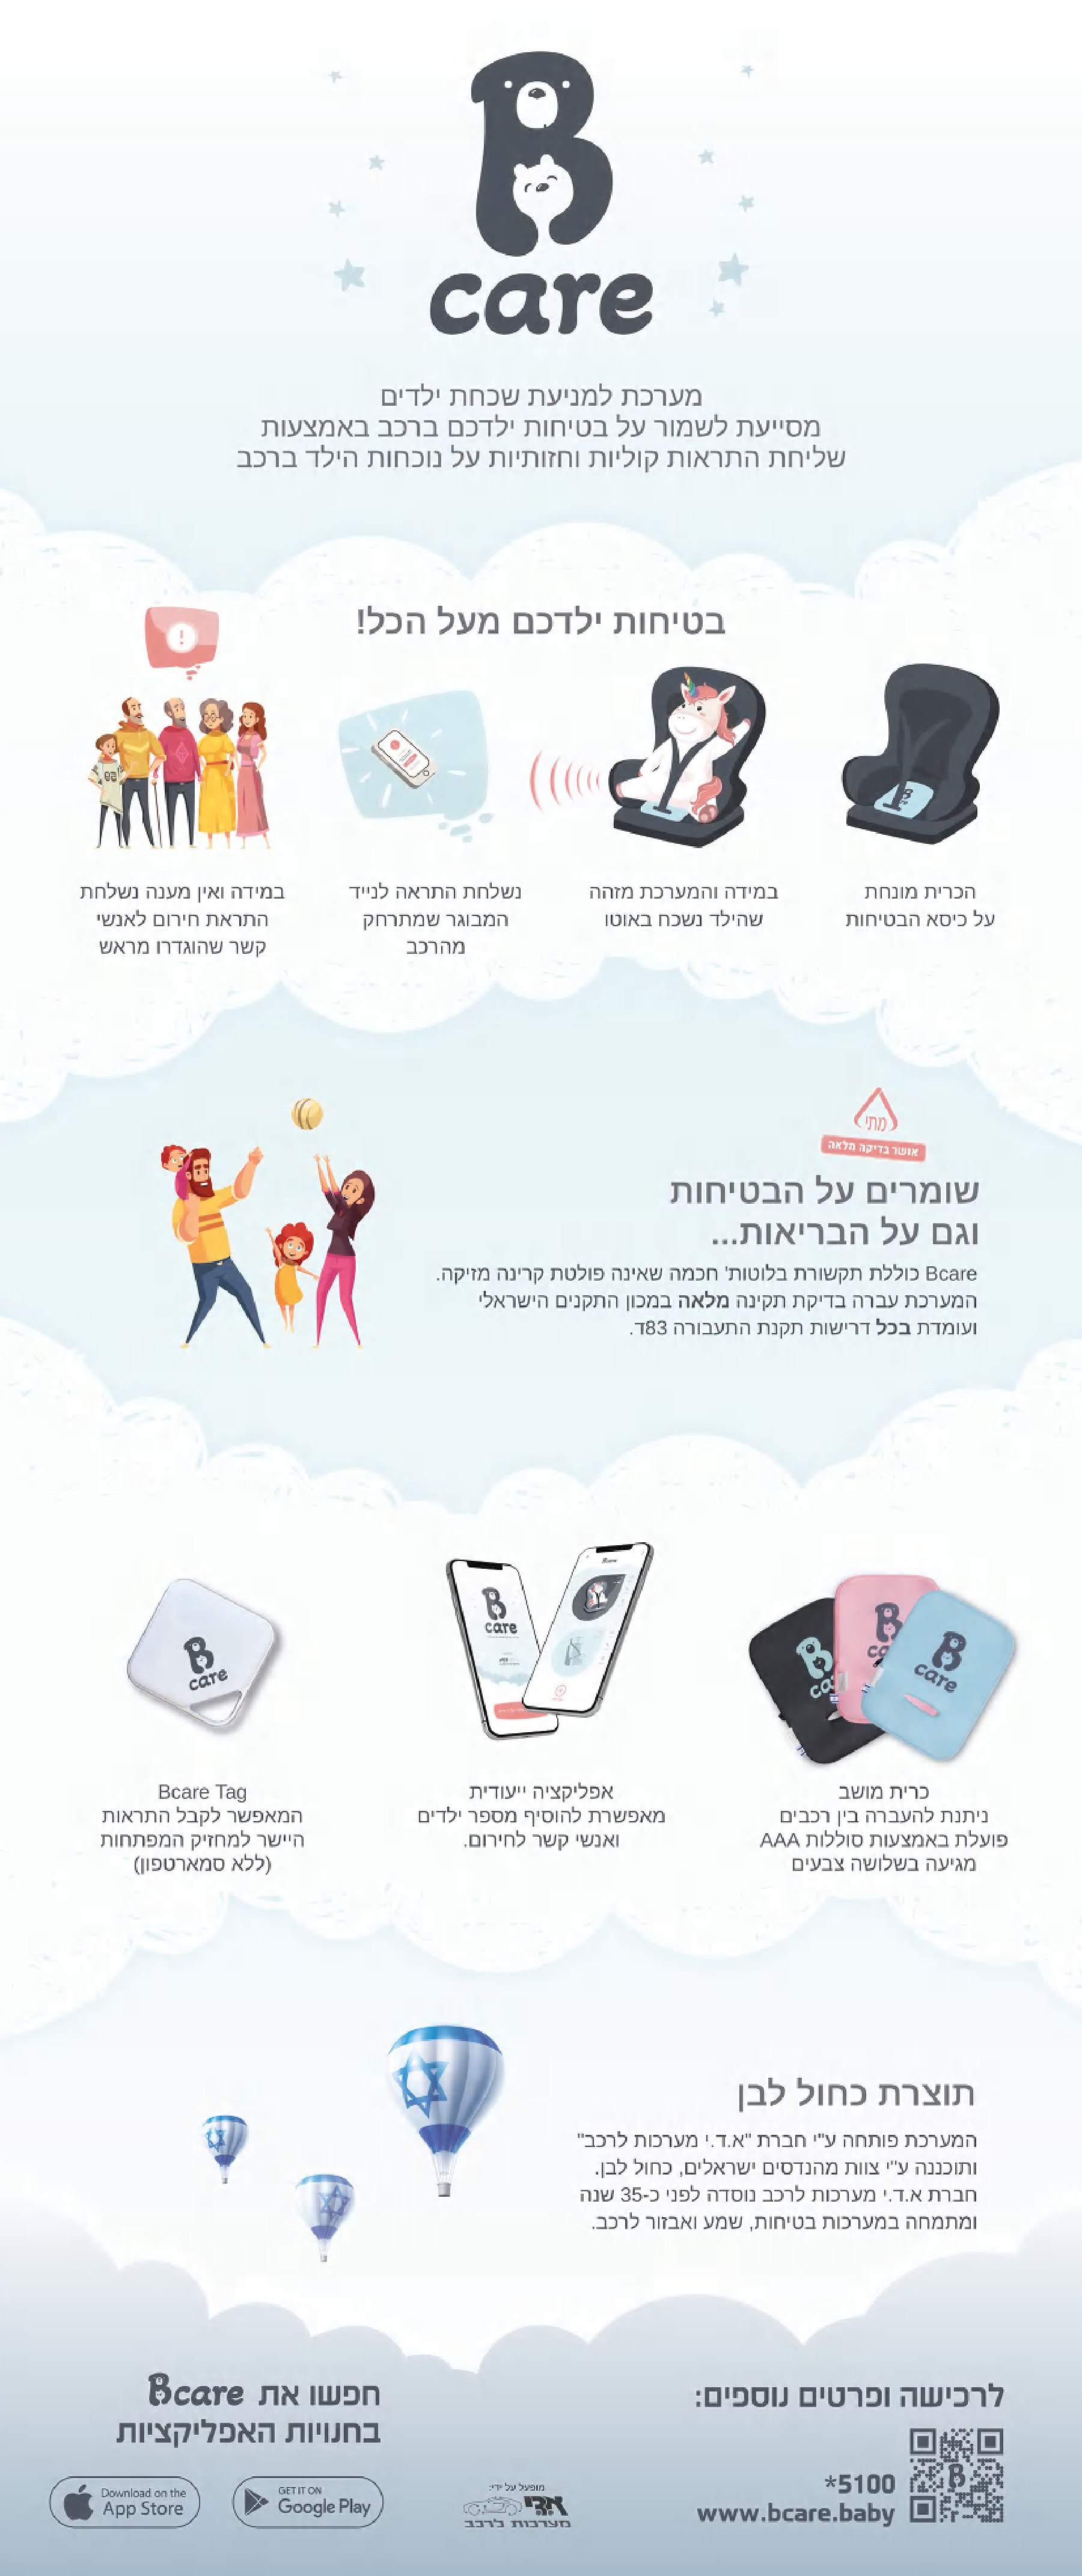 B
care
מערכת למניעת שכחת ילדים
מסייעת לשמור על בטיחות ילדכם ברכב באמצעות
שליחת התראות קוליות וחזותיות על נוכחות הילד ברכב
בטיחות ילדכם מעל הכל!
הכרית מונחת
על כיסא הבטיחות
במידה והמערכת מזהה
שהילד נשכח באוטו
נשלחת התראה לנייד
המבוגר שמתרחק
מהרכב
במידה ואין מענה נשלחת
התראת חירום לאנשי
קשר שהוגדרו מראש
מתי
אושר בדיקה מלאה
שומרים על הבטיחות
וגם על הבריאות...
Bcare כוללת תקשורת בלוטות' חכמה שאינה פולטת קרינה מזיקה.
המערכת עברה בדיקת תקינה מלאה במכון התקנים הישראלי
ועומדת בכל דרישות תקנת התעבורה 83ד.
B
care
B
care
B
care
כרית מושב
ניתנת להעברה בין רכבים
פועלת באמצעות סוללות AAA
מגיעה בשלושה צבעים
אפליקציה ייעודית
מאפשרת להוסיף מספר ילדים
ואנשי קשר לחירום.
Bcare Tag
המאפשר לקבל התראות
היישר למחזיק המפתחות
(ללא סמארטפון)
תוצרת כחול לבן
המערכת פותחה ע"י חברת "א.ד.י מערכות לרכב"
ותוכננה ע"י צוות מהנדסים ישראלים, כחול לבן.
חברת א.ד.י מערכות לרכב נוסדה לפני כ-35 שנה
ומתמחה במערכות בטיחות, שמע ואבזור לרכב.
לרכישה ופרטים נוספים:
*5100
www.bcare.baby
מופעל על ידי:
אדי
מערכות לרכב
חפשו את Bcare
בחנויות האפליקציות
GET IT ON
Google Play
Download on the
App Store